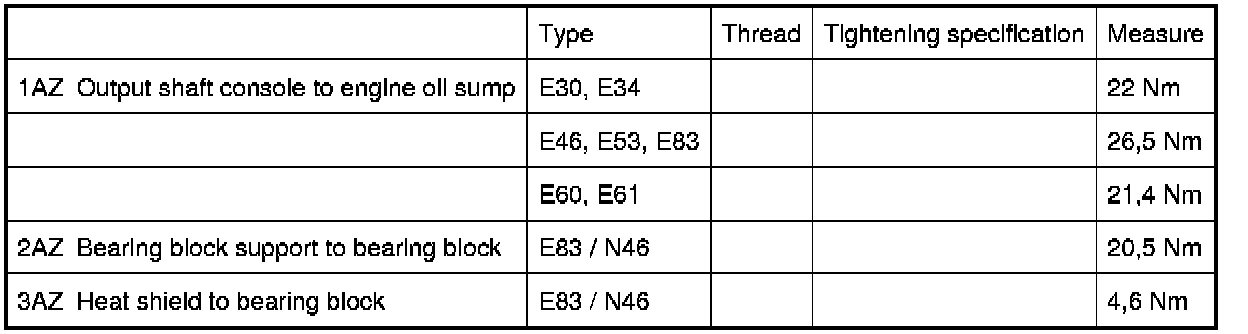 Type Thread Tightening specification Measure
1AZ Output shaft console to engine oil sump E30, E34 22 Nm
E46, E53, E83 26,5 Nm
E60, E61 21,4 Nm
2AZ Bearing block support to bearing block E83 / N46 20,5 Nm
3AZ Heat shield to bearing block E83 / N46 4,6 Nm